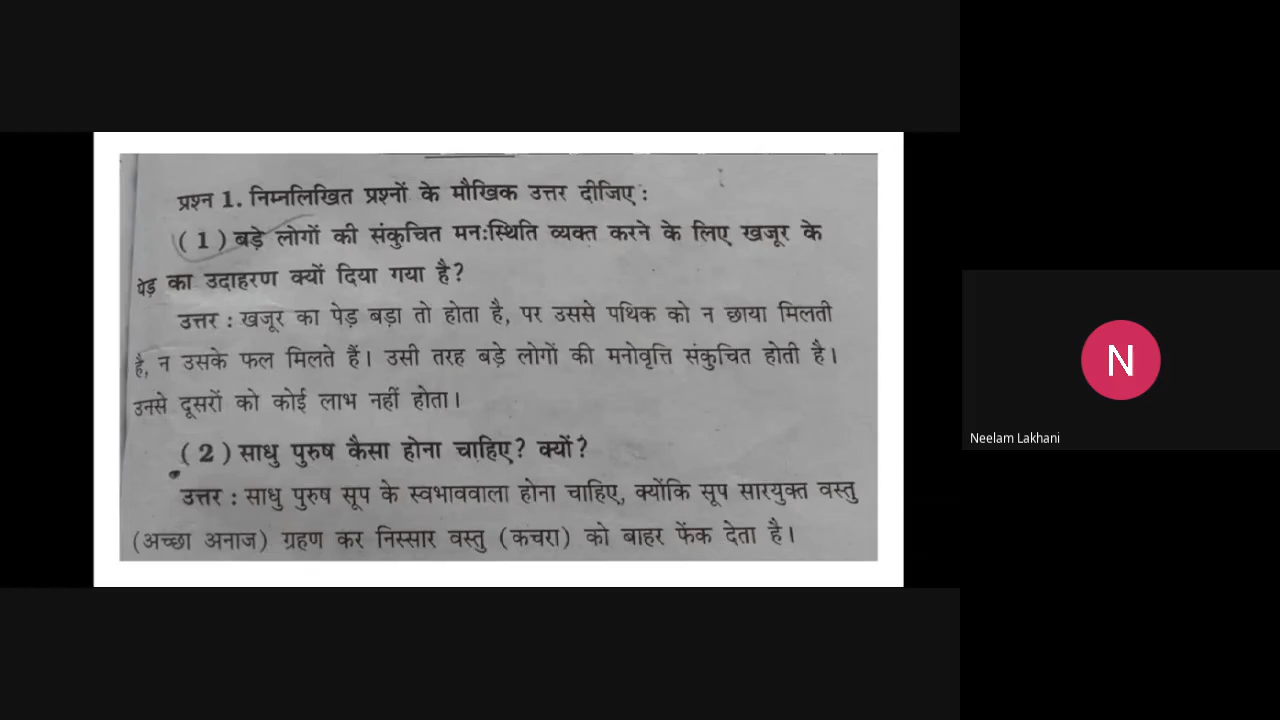 प्रश्न 1. निम्नलिखित प्रश्नों के मौखिक उत्तर दीजिए :
( 1 ) बड़े लोगों की संकुचित मनःस्थिति व्यक्त करने के लिए खजूर के
पेड़ का उदाहरण क्यों दिया गया है?
उत्तर : खजूर का पेड़ बड़ा तो होता है, पर उससे पथिक को न छाया मिलती
है, न उसके फल मिलते हैं। उसी तरह बड़े लोगों की मनोवृत्ति संकुचित होती है।
उनसे दूसरों को कोई लाभ नहीं होता।
( 2 ) साधु पुरुष कैसा होना चाहिए? क्यों?
उत्तर : साधु पुरुष सूप के स्वभाववाला होना चाहिए, क्योंकि सूप सारयुक्त वस्तु
(अच्छा अनाज) ग्रहण कर निस्सार वस्तु (कचरा) को बाहर फेंक देता है।
N
Neelam Lakhani